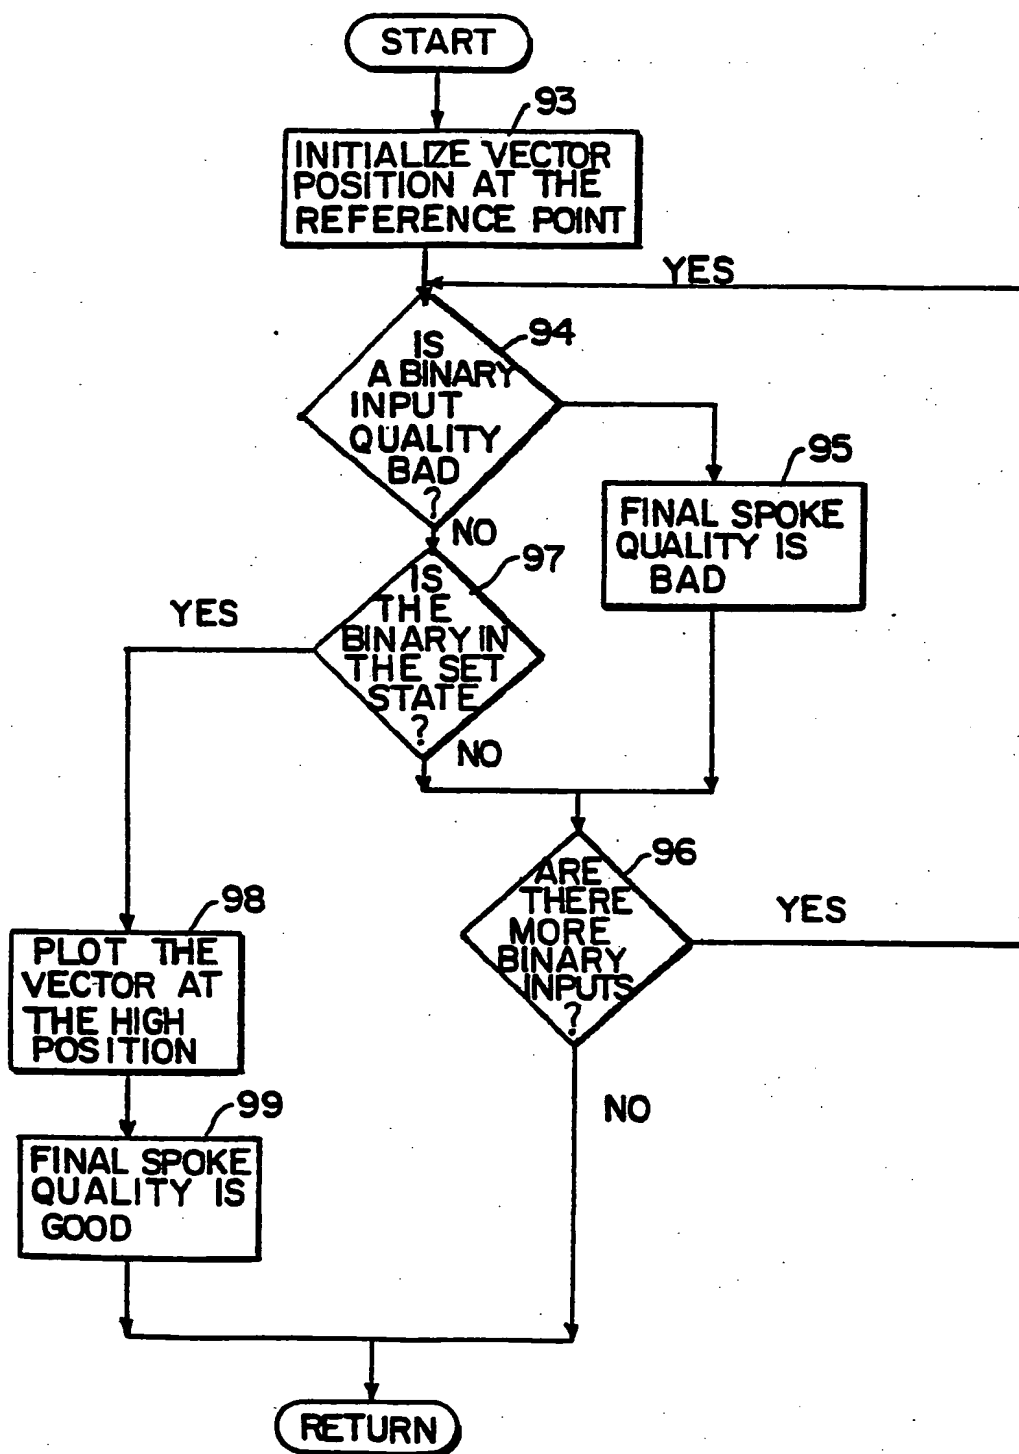 START
93
INITIALIZE VECTOR
POSITION AT THE
REFERENCE POINT
YES
94
IS
A BINARY
INPUT
QUALITY
BAD
?
NO
95
FINAL SPOKE
QUALITY IS
BAD
97
IS
THE
BINARY IN
THE SET
STATE
?
YES
NO
96
ARE
THERE
MORE
BINARY
INPUTS
?
YES
NO
98
PLOT THE
VECTOR AT
THE HIGH
POSITION
99
FINAL SPOKE
QUALITY IS
GOOD
RETURN